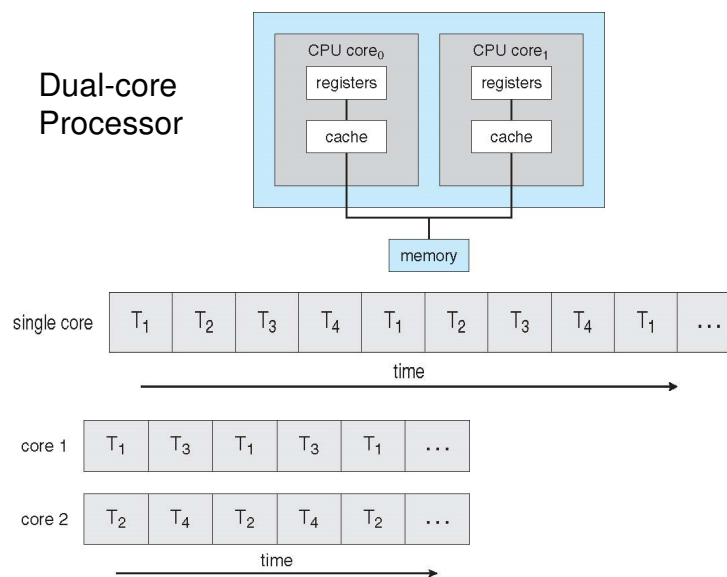 Dual-core
Processor
CPU core₀ CPU core₁
registers registers
cache cache
memory
single core T₁ T₂ T₃ T₄ T₁ T₂ T₃ T₄ T₁ ...
time
core 1 T₁ T₃ T₁ T₃ T₁ ...
core 2 T₂ T₄ T₂ T₄ T₂ ...
time